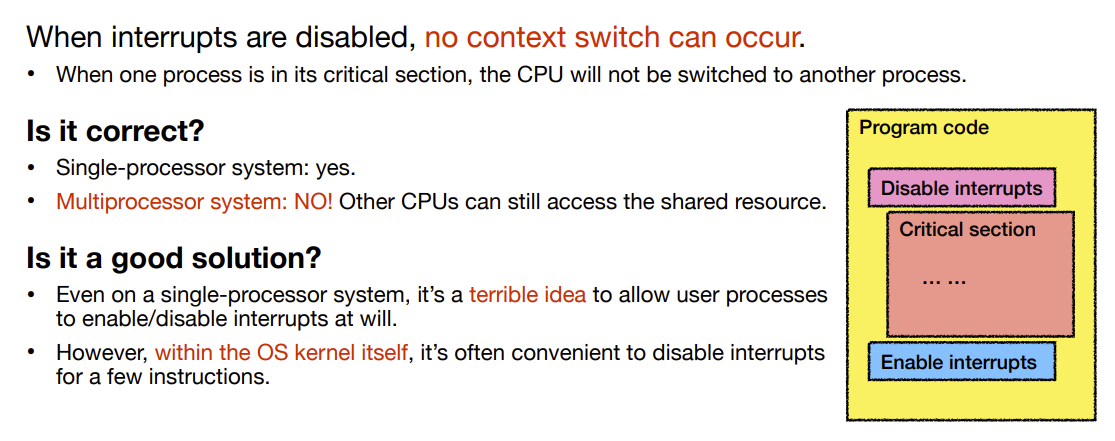 When interrupts are disabled, no context switch can occur.
• When one process is in its critical section, the CPU will not be switched to another process.
Is it correct?
• Single-processor system: yes.
• Multiprocessor system: NO! Other CPUs can still access the shared resource.
Is it a good solution?
• Even on a single-processor system, it’s a terrible idea to allow user processes
to enable/disable interrupts at will.
• However, within the OS kernel itself, it’s often convenient to disable interrupts
for a few instructions.
Program code
Disable interrupts
Critical section
... ...
Enable interrupts